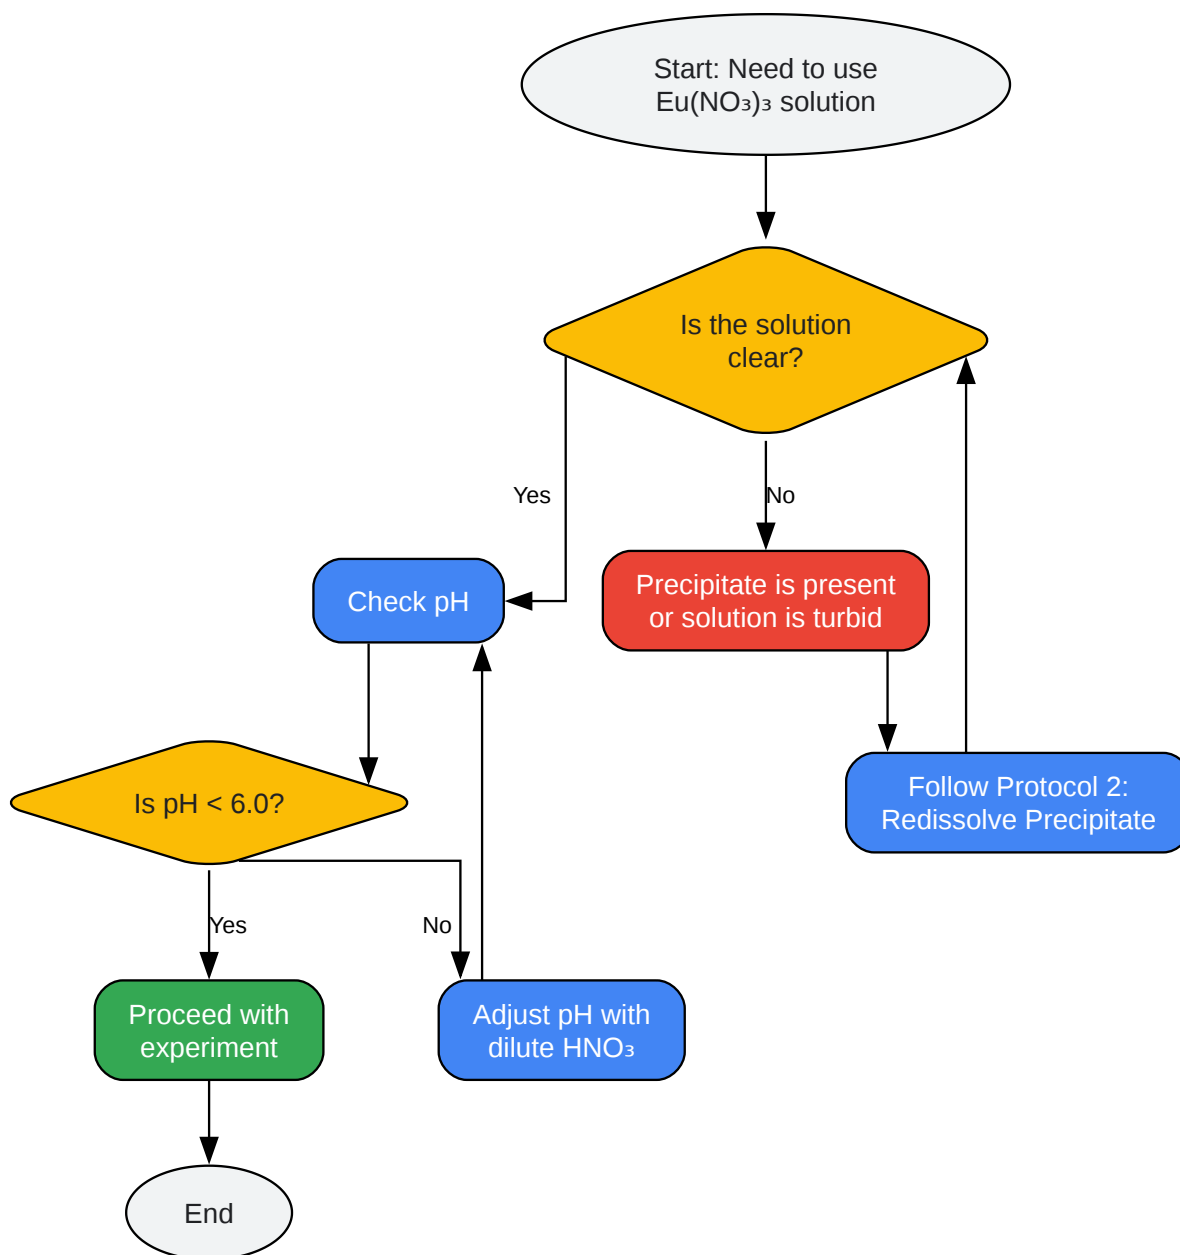 Start: Need to use
Eu(NO₃)₃ solution
Is the solution
clear?
Yes
No
Check pH
Precipitate is present
or solution is turbid
Is pH < 6.0?
Follow Protocol 2:
Redissolve Precipitate
Yes
No
Proceed with
experiment
Adjust pH with
dilute HNO₃
End